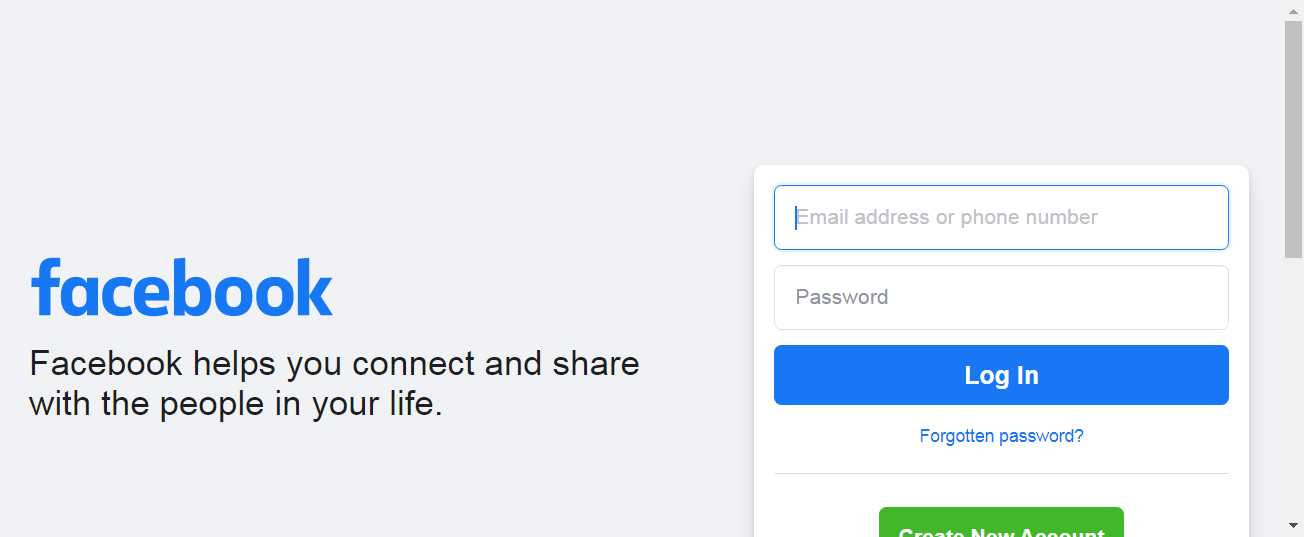 facebook
Facebook helps you connect and share
with the people in your life.
Email address or phone number
Password
Log In
Forgotten password?
Create New Account